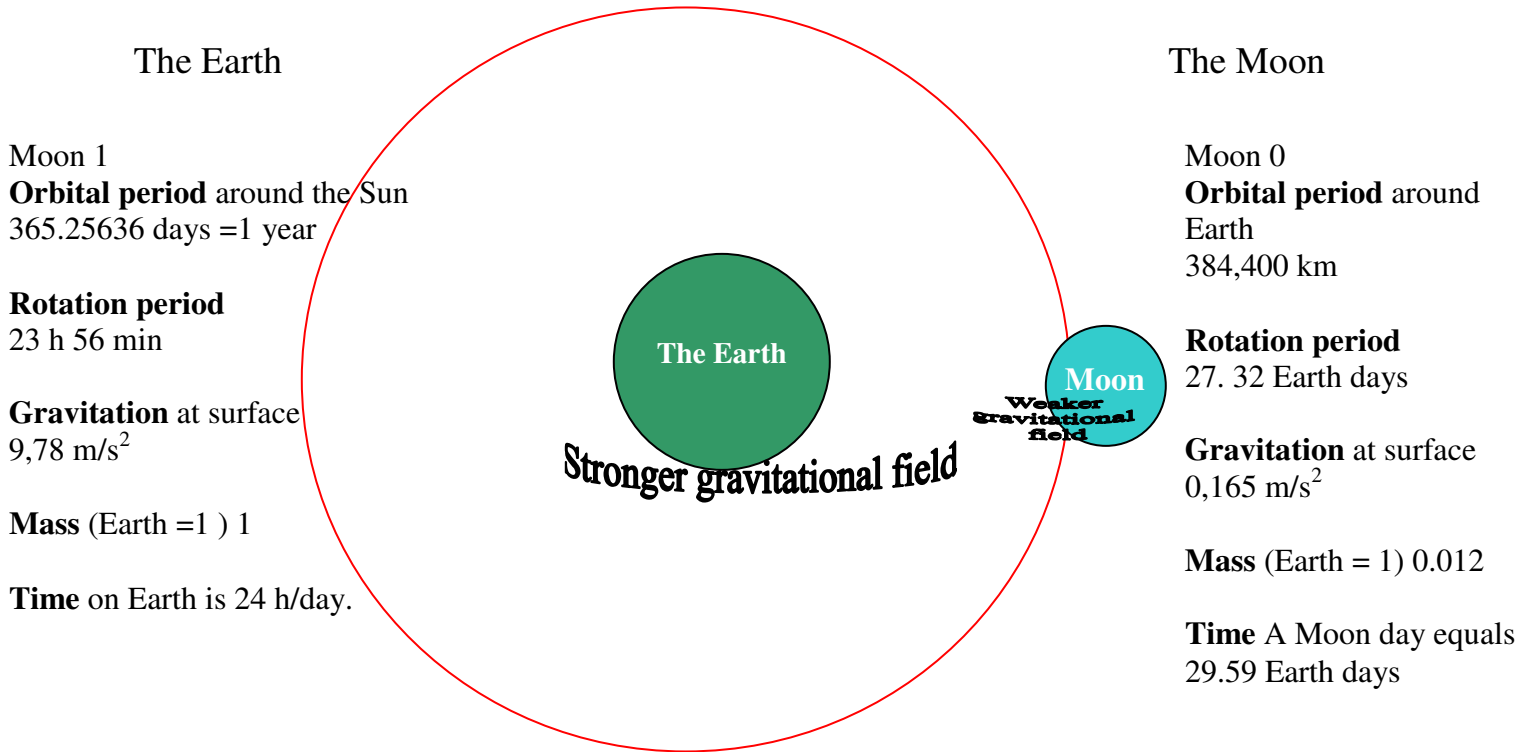 The Earth
Moon 1
Orbital period around the Sun
365.25636 days =1 year
Rotation period
23 h 56 min
Gravitation at surface
9,78 m/s²
Mass (Earth =1 ) 1
Time on Earth is 24 h/day.
The Earth
Stronger gravitational field
Moon
Weaker
gravitational
field
The Moon
Moon 0
Orbital period around
Earth
384,400 km
Rotation period
27. 32 Earth days
Gravitation at surface
0,165 m/s²
Mass (Earth = 1) 0.012
Time A Moon day equals
29.59 Earth days